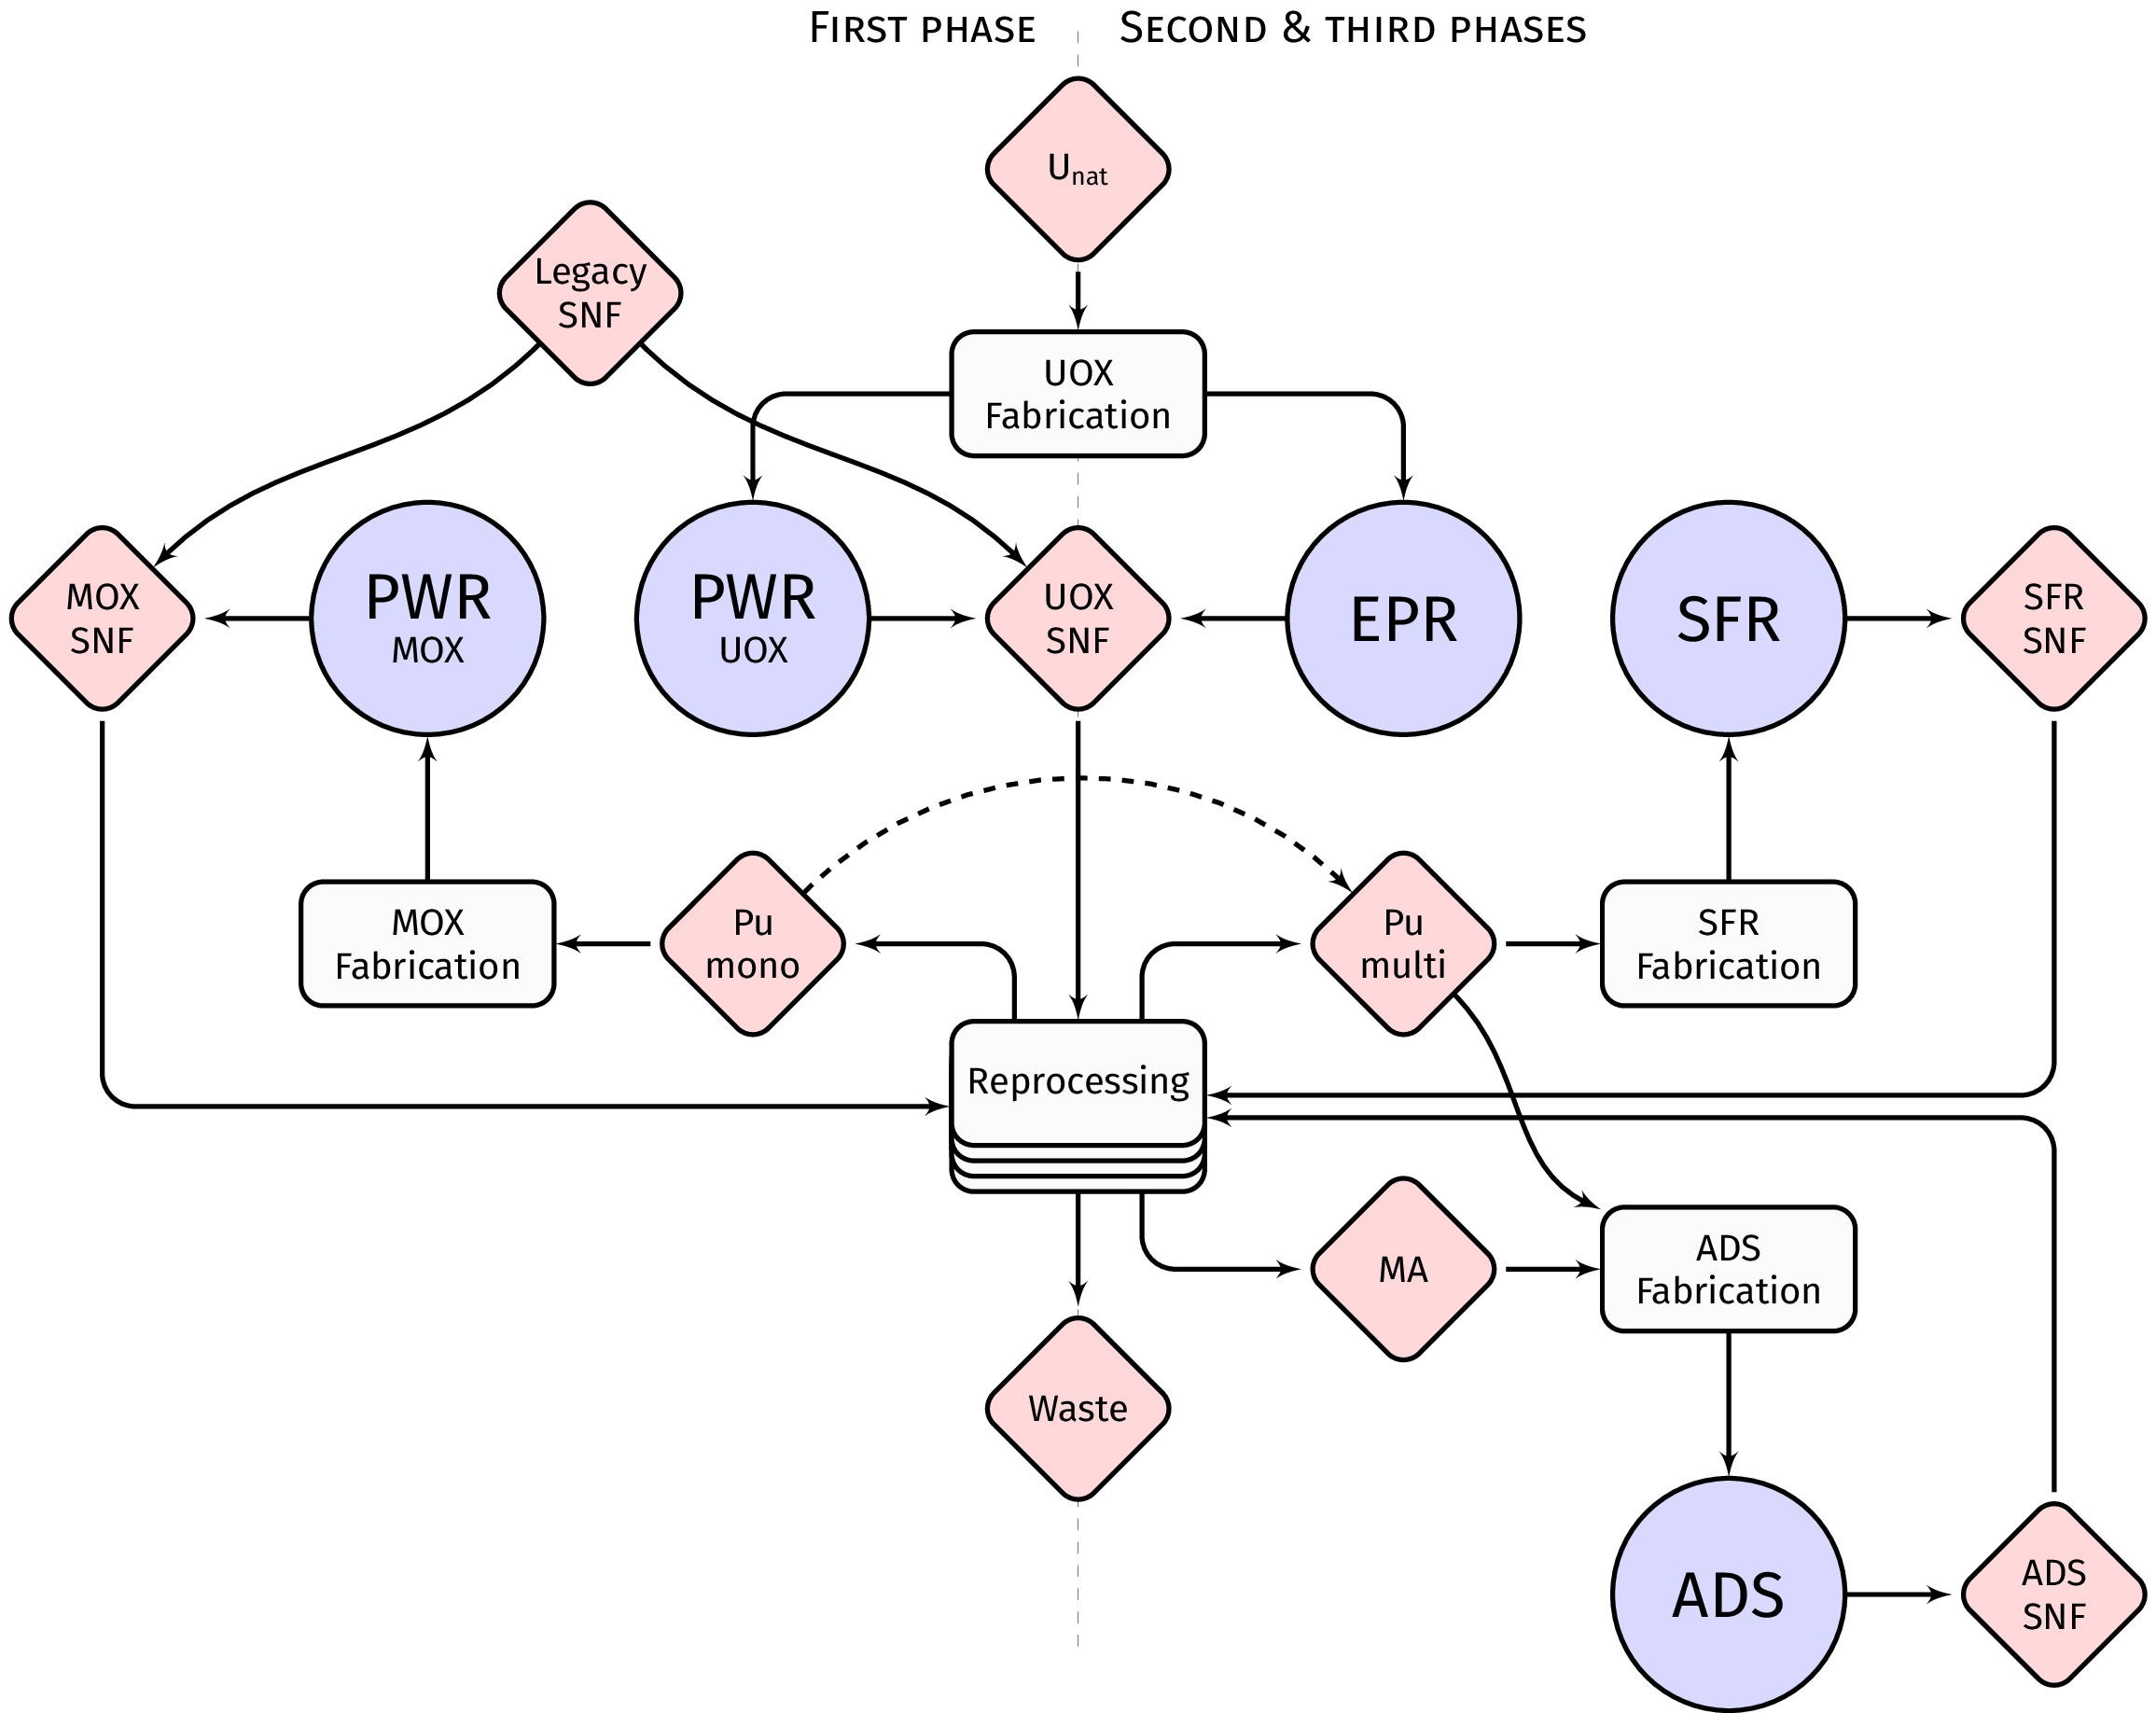 First phase
Second & third phases
Unat
Legacy
SNF
UOX
Fabrication
MOX
SNF
PWR
MOX
PWR
UOX
UOX
SNF
EPR
SFR
SFR
SNF
MOX
Fabrication
Pu
mono
Pu
multi
SFR
Fabrication
Reprocessing
MA
ADS
Fabrication
Waste
ADS
ADS
SNF